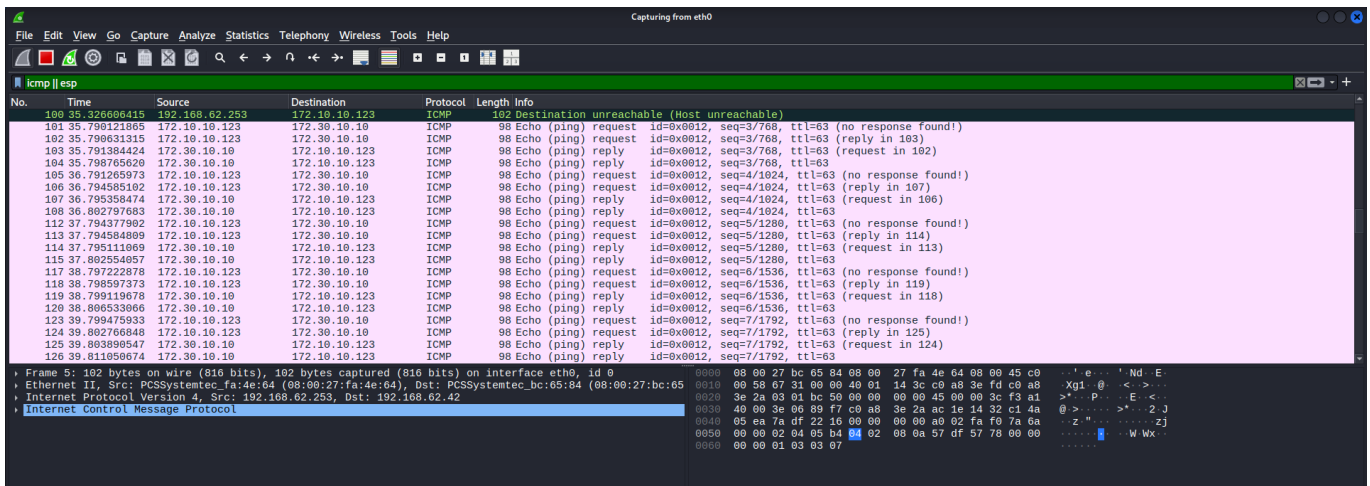 Capturing from eth0
File Edit View Go Capture Analyze Statistics Telephony Wireless Tools Help
icmp || esp
No. Time Source Destination Protocol Length Info
100 35.326606415 192.168.62.253 172.10.10.123 ICMP 102 Destination unreachable (Host unreachable)
101 35.790121865 172.10.10.123 172.30.10.10 ICMP 98 Echo (ping) request id=0x0012, seq=3/768, ttl=63 (no response found!)
102 35.790631315 172.10.10.123 172.30.10.10 ICMP 98 Echo (ping) request id=0x0012, seq=3/768, ttl=63 (reply in 103)
103 35.791384424 172.30.10.10 172.10.10.123 ICMP 98 Echo (ping) reply id=0x0012, seq=3/768, ttl=63 (request in 102)
104 35.798765620 172.30.10.10 172.10.10.123 ICMP 98 Echo (ping) reply id=0x0012, seq=3/768, ttl=63
105 36.791265973 172.10.10.123 172.30.10.10 ICMP 98 Echo (ping) request id=0x0012, seq=4/1024, ttl=63 (no response found!)
106 36.794585102 172.10.10.123 172.30.10.10 ICMP 98 Echo (ping) request id=0x0012, seq=4/1024, ttl=63 (reply in 107)
107 36.795358474 172.30.10.10 172.10.10.123 ICMP 98 Echo (ping) reply id=0x0012, seq=4/1024, ttl=63 (request in 106)
108 36.802797683 172.30.10.10 172.10.10.123 ICMP 98 Echo (ping) reply id=0x0012, seq=4/1024, ttl=63
112 37.794377902 172.10.10.123 172.30.10.10 ICMP 98 Echo (ping) request id=0x0012, seq=5/1280, ttl=63 (no response found!)
113 37.794584809 172.10.10.123 172.30.10.10 ICMP 98 Echo (ping) request id=0x0012, seq=5/1280, ttl=63 (reply in 114)
114 37.795111069 172.30.10.10 172.10.10.123 ICMP 98 Echo (ping) reply id=0x0012, seq=5/1280, ttl=63 (request in 113)
115 37.802554057 172.30.10.10 172.10.10.123 ICMP 98 Echo (ping) reply id=0x0012, seq=5/1280, ttl=63
117 38.797222878 172.10.10.123 172.30.10.10 ICMP 98 Echo (ping) request id=0x0012, seq=6/1536, ttl=63 (no response found!)
118 38.798597373 172.10.10.123 172.30.10.10 ICMP 98 Echo (ping) request id=0x0012, seq=6/1536, ttl=63 (reply in 119)
119 38.799119678 172.30.10.10 172.10.10.123 ICMP 98 Echo (ping) reply id=0x0012, seq=6/1536, ttl=63 (request in 118)
120 38.806533066 172.30.10.10 172.10.10.123 ICMP 98 Echo (ping) reply id=0x0012, seq=6/1536, ttl=63
123 39.799475933 172.10.10.123 172.30.10.10 ICMP 98 Echo (ping) request id=0x0012, seq=7/1792, ttl=63 (no response found!)
124 39.802766848 172.10.10.123 172.30.10.10 ICMP 98 Echo (ping) request id=0x0012, seq=7/1792, ttl=63 (reply in 125)
125 39.803890547 172.30.10.10 172.10.10.123 ICMP 98 Echo (ping) reply id=0x0012, seq=7/1792, ttl=63 (request in 124)
126 39.811050674 172.30.10.10 172.10.10.123 ICMP 98 Echo (ping) reply id=0x0012, seq=7/1792, ttl=63
Frame 5: 102 bytes on wire (816 bits), 102 bytes captured (816 bits) on interface eth0, id 0
Ethernet II, Src: PCSSystemtec_fa:4e:64 (08:00:27:fa:4e:64), Dst: PCSSystemtec_bc:65:84 (08:00:27:bc:65
Internet Protocol Version 4, Src: 192.168.62.253, Dst: 192.168.62.42
Internet Control Message Protocol
0000 08 00 27 bc 65 84 08 00 27 fa 4e 64 08 00 45 c0 ··'·e··· '·Nd··E·
0010 00 58 67 31 00 00 40 01 14 3c c0 a8 3e fd c0 a8 ·Xg1··@· ·<··>···
0020 3e 2a 03 01 bc 50 00 00 00 00 45 00 00 3c f3 a1 >*···P·· ··E··<··
0030 40 00 3e 06 89 f7 c0 a8 3e 2a ac 1e 14 32 c1 4a @·>····· >*···2·J
0040 05 ea 7a df 22 16 00 00 00 00 a0 02 fa f0 7a 6a ··z·"··· ······zj
0050 00 00 02 04 05 b4 04 02 08 0a 57 df 57 78 00 00 ········ ··W·Wx··
0060 00 00 01 03 03 07 ······